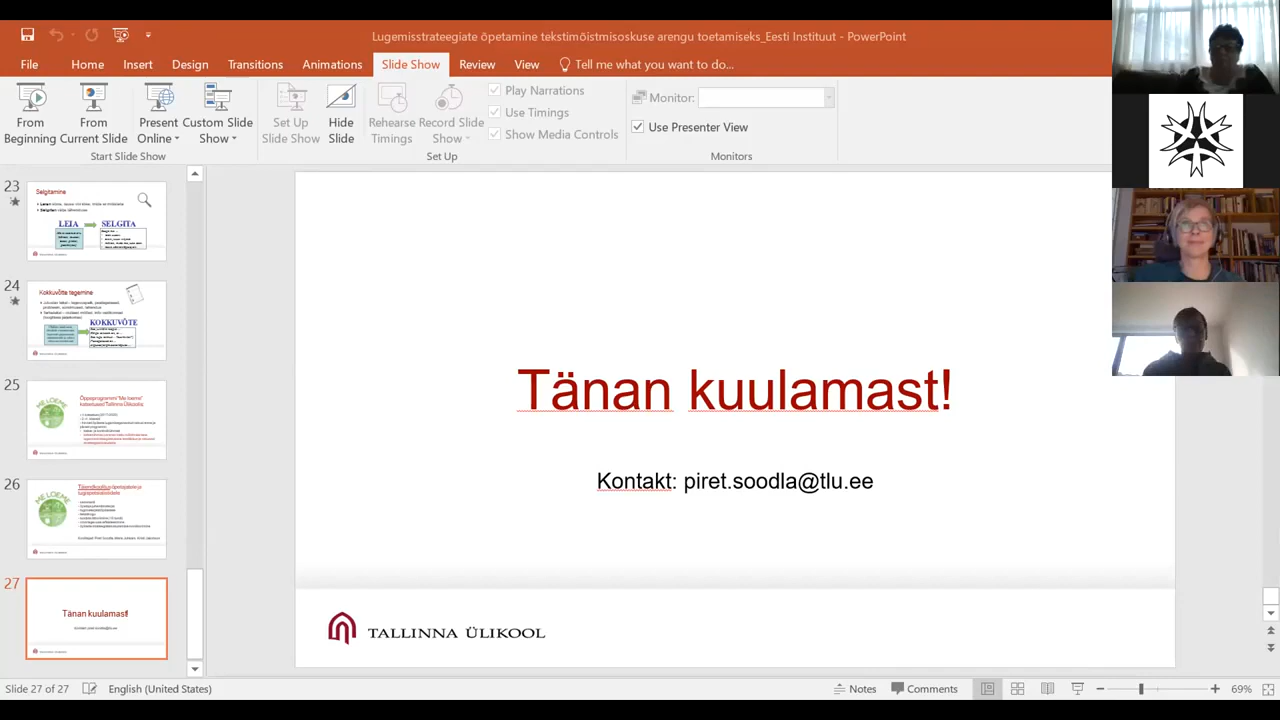 Lugemisstrateegiate õpetamine tekstimõistmisoskuse arengu toetamiseks_Eesti Instituut - PowerPoint
File Home Insert Design Transitions Animations Slide Show Review View Tell me what you want to do...
From Beginning
From Current Slide
Present Online
Custom Slide Show
Set Up Slide Show
Hide Slide
Rehearse Timings
Record Slide Show
Play Narrations
Use Timings
Show Media Controls
Monitor:
Use Presenter View
Start Slide Show
Set Up
Monitors
23
Selgitamine
LEIA
SELGITA
24
Kokkuvõtte tegemine
KOKKUVÕTE
25
ME LOEME
26
ME LOEME
27
Tänan kuulamast!
Tänan kuulamast!
Kontakt: piret.soodla@tlu.ee
TALLINNA ÜLIKOOL
Slide 27 of 27
English (United States)
Notes
Comments
69%